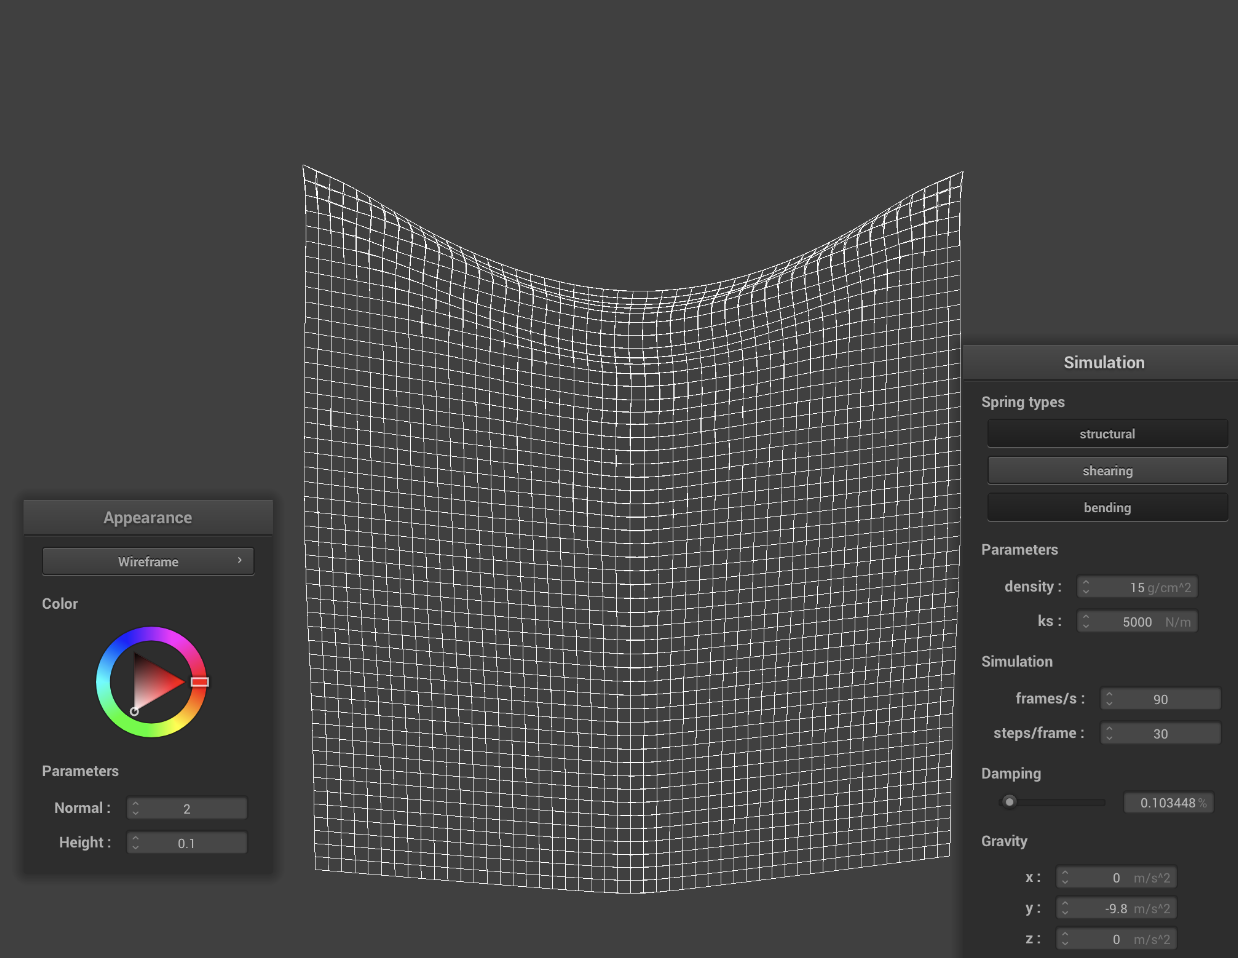 Appearance
Wireframe ›
Color
Parameters
Normal : 2
Height : 0.1
Simulation
Spring types
structural
shearing
bending
Parameters
density : 15 g/cm^2
ks : 5000 N/m
Simulation
frames/s : 90
steps/frame : 30
Damping
0.103448 %
Gravity
x : 0 m/s^2
y : -9.8 m/s^2
z : 0 m/s^2